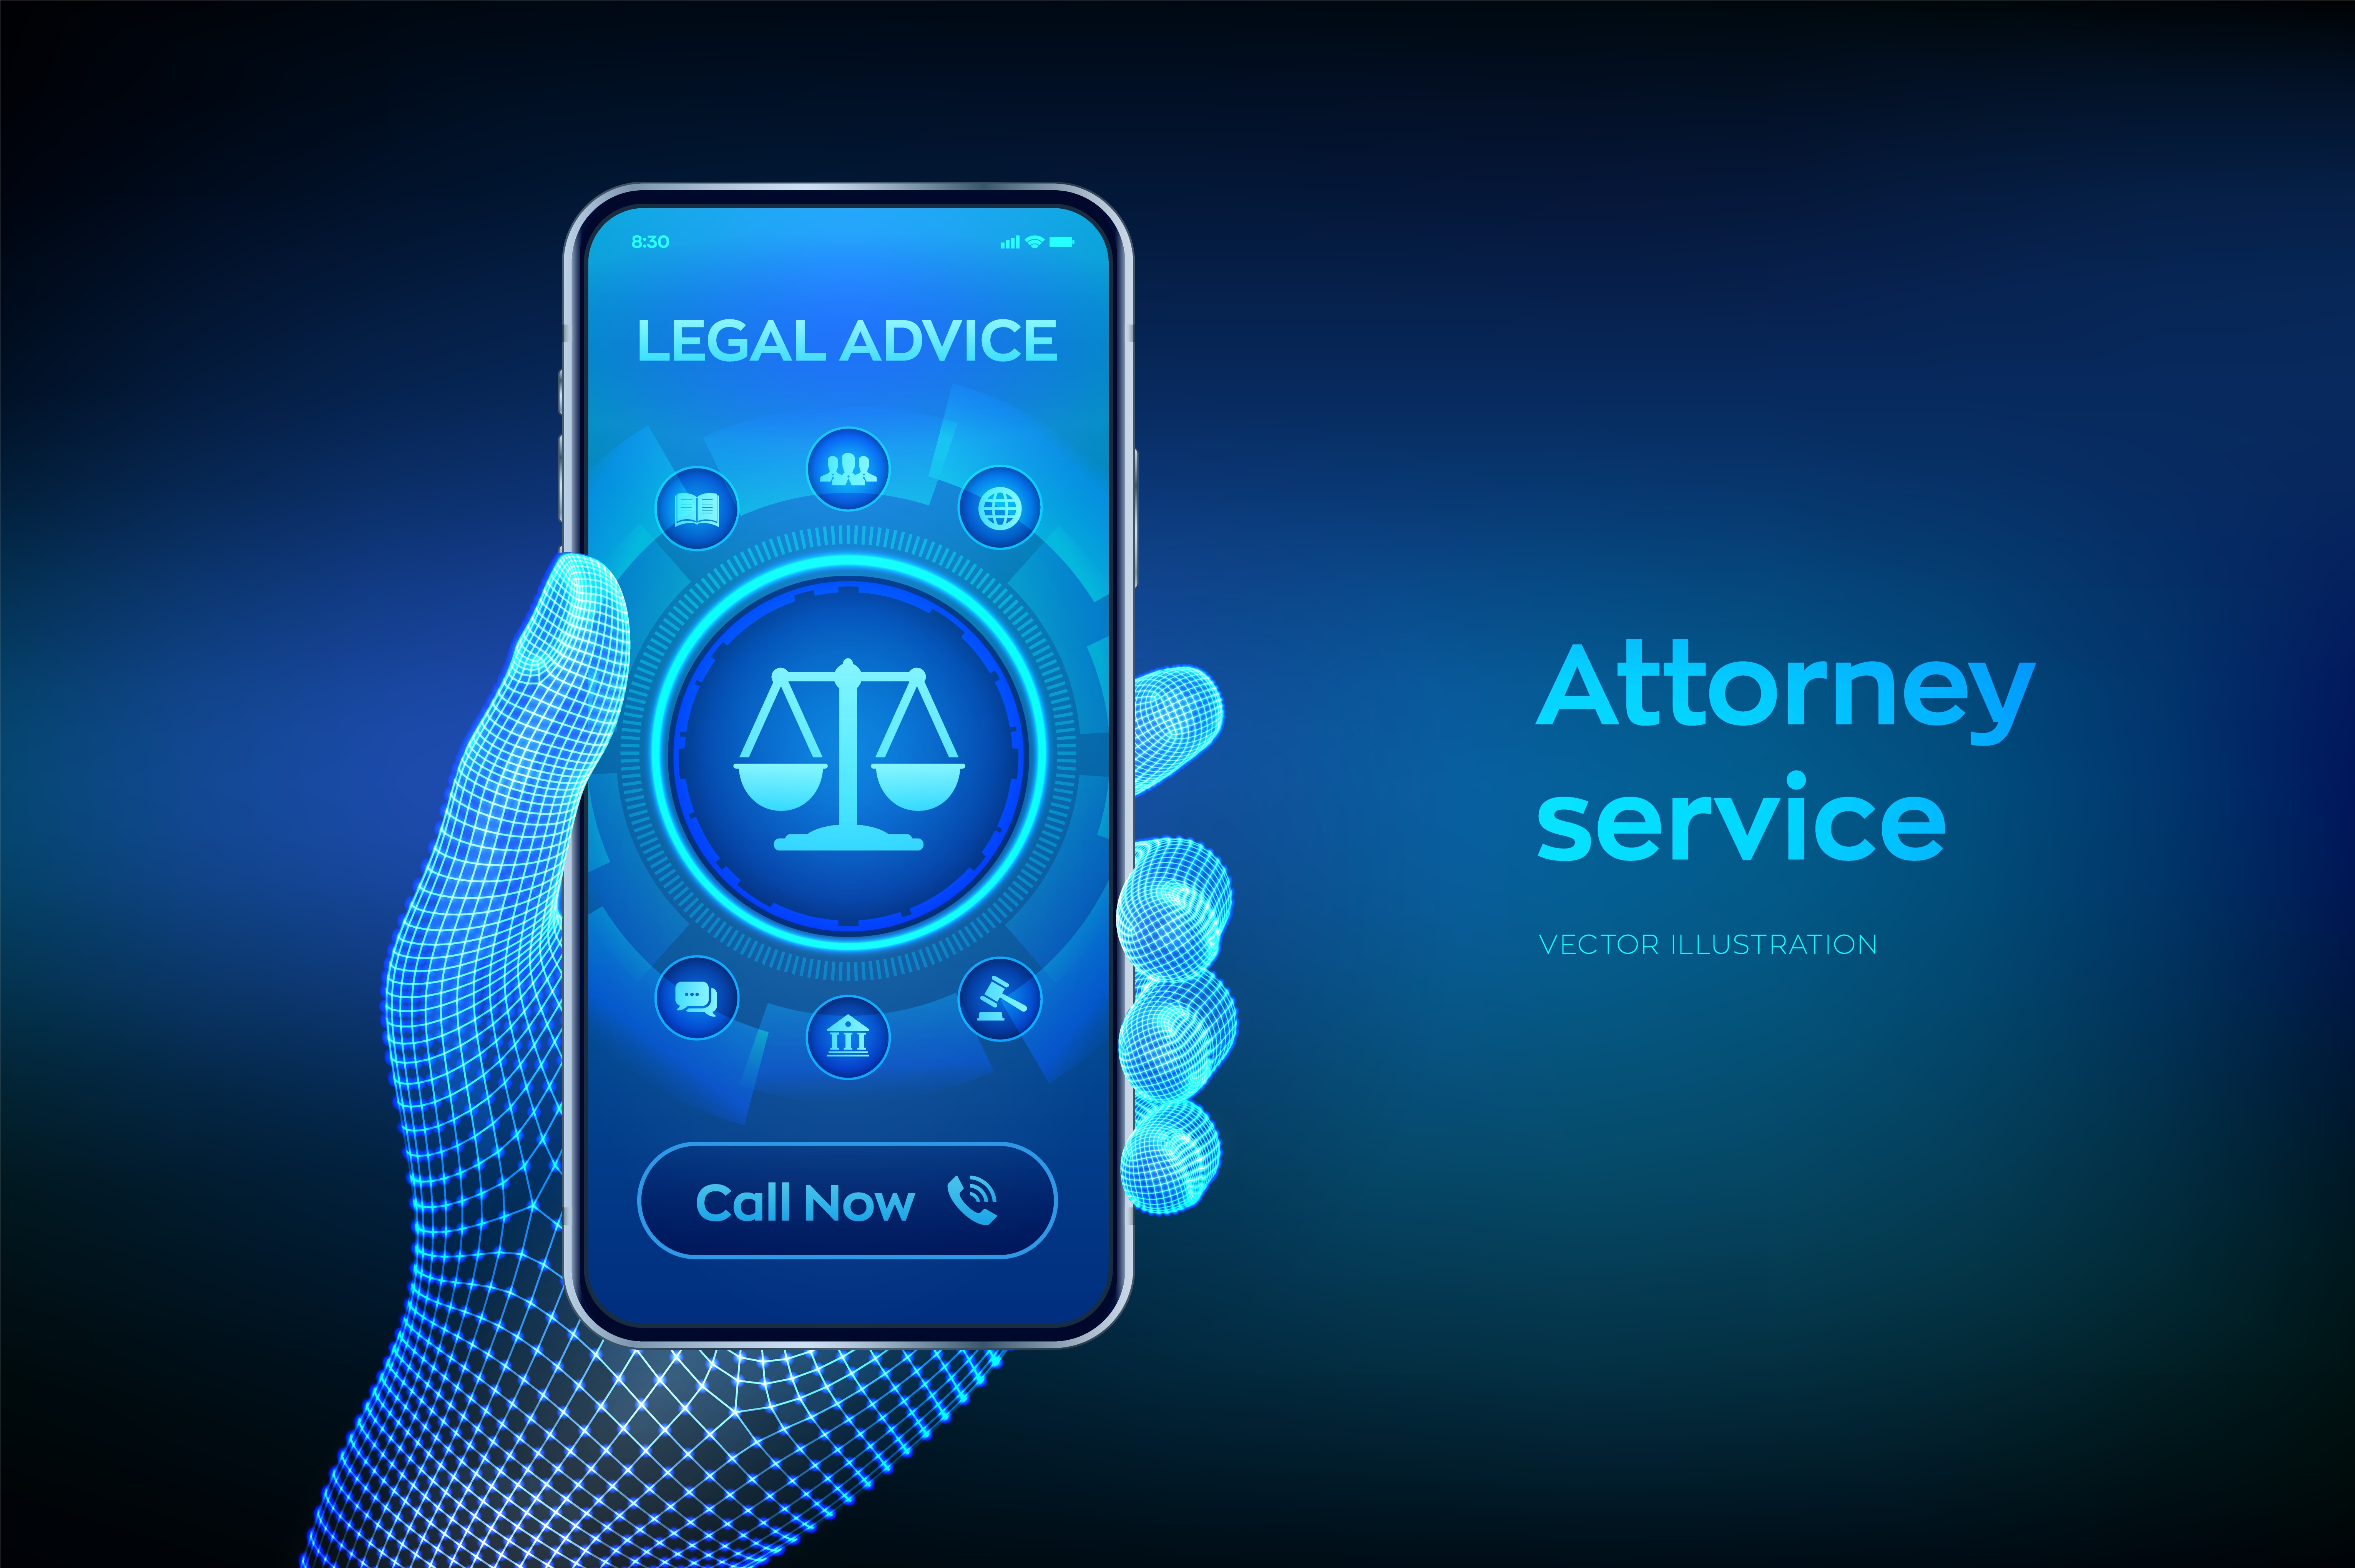 8:30
LEGAL ADVICE
Call Now
Attorney
service
VECTOR ILLUSTRATION